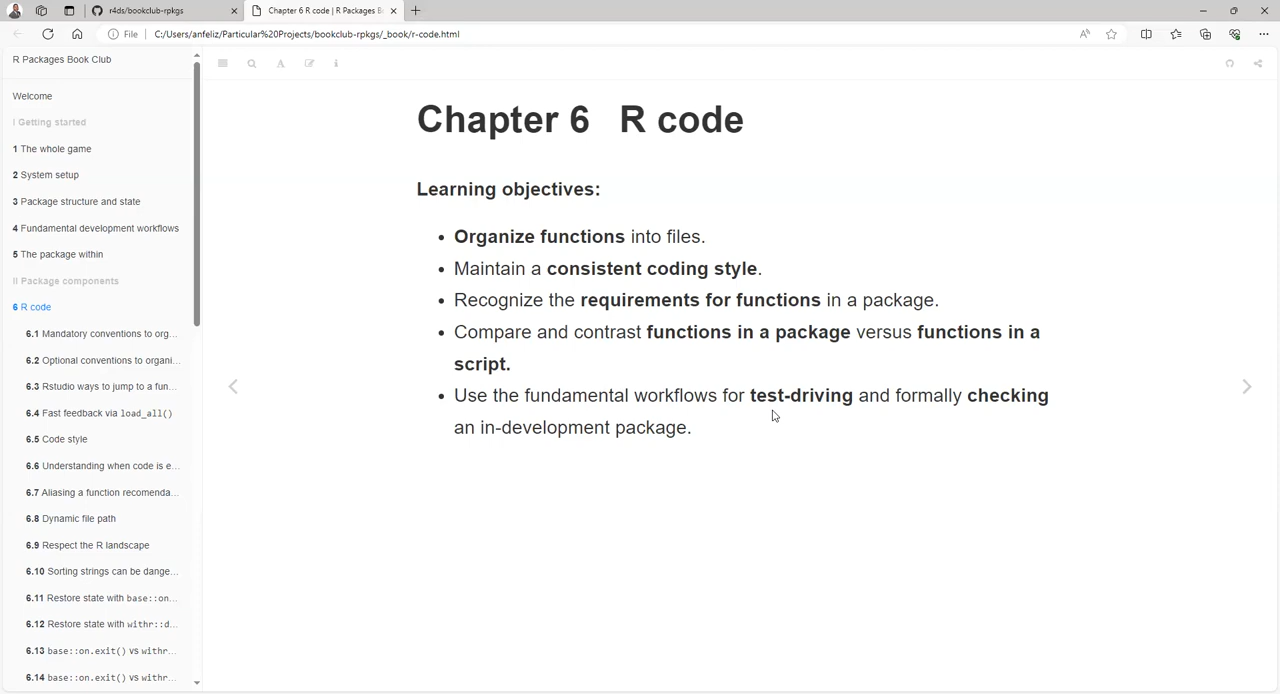 r4ds/bookclub-rpkgs
Chapter 6 R code | R Packages B
File
C:/Users/anfeliz/Particular%20Projects/bookclub-rpkgs/_book/r-code.html
R Packages Book Club
Welcome
I Getting started
1 The whole game
2 System setup
3 Package structure and state
4 Fundamental development workflows
5 The package within
II Package components
6 R code
6.1 Mandatory conventions to org…
6.2 Optional conventions to organi…
6.3 Rstudio ways to jump to a fun…
6.4 Fast feedback via load_all()
6.5 Code style
6.6 Understanding when code is e…
6.7 Aliasing a function recomenda…
6.8 Dynamic file path
6.9 Respect the R landscape
6.10 Sorting strings can be dange…
6.11 Restore state with base::on…
6.12 Restore state with withr::d…
6.13 base::on.exit() vs withr…
6.14 base::on.exit() vs withr…
Chapter 6 R code
Learning objectives:
• Organize functions into files.
• Maintain a consistent coding style.
• Recognize the requirements for functions in a package.
• Compare and contrast functions in a package versus functions in a
script.
• Use the fundamental workflows for test-driving and formally checking
an in-development package.